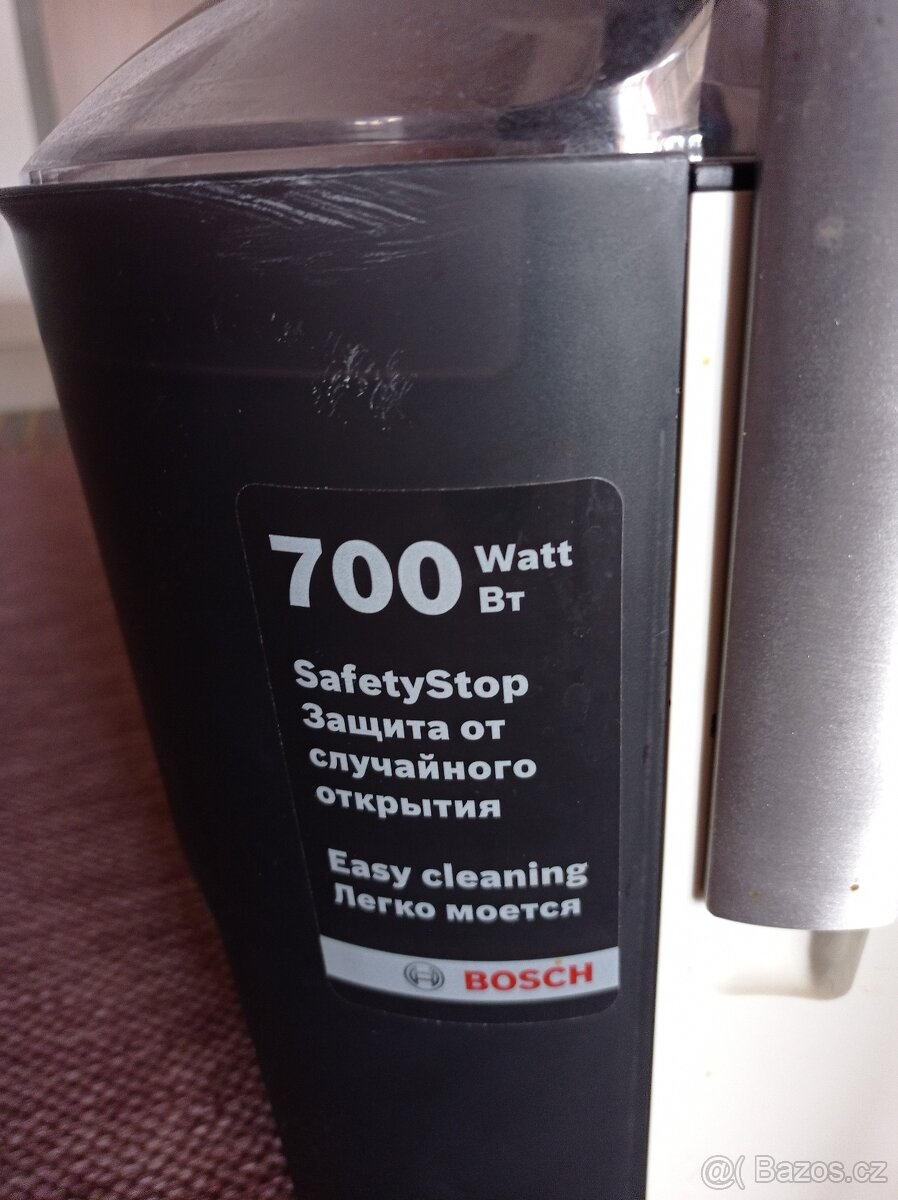 700 Watt
Вт
SafetyStop
Защита от
случайного
открытия
Easy cleaning
Легко моется
BOSCH
@( Bazos.cz